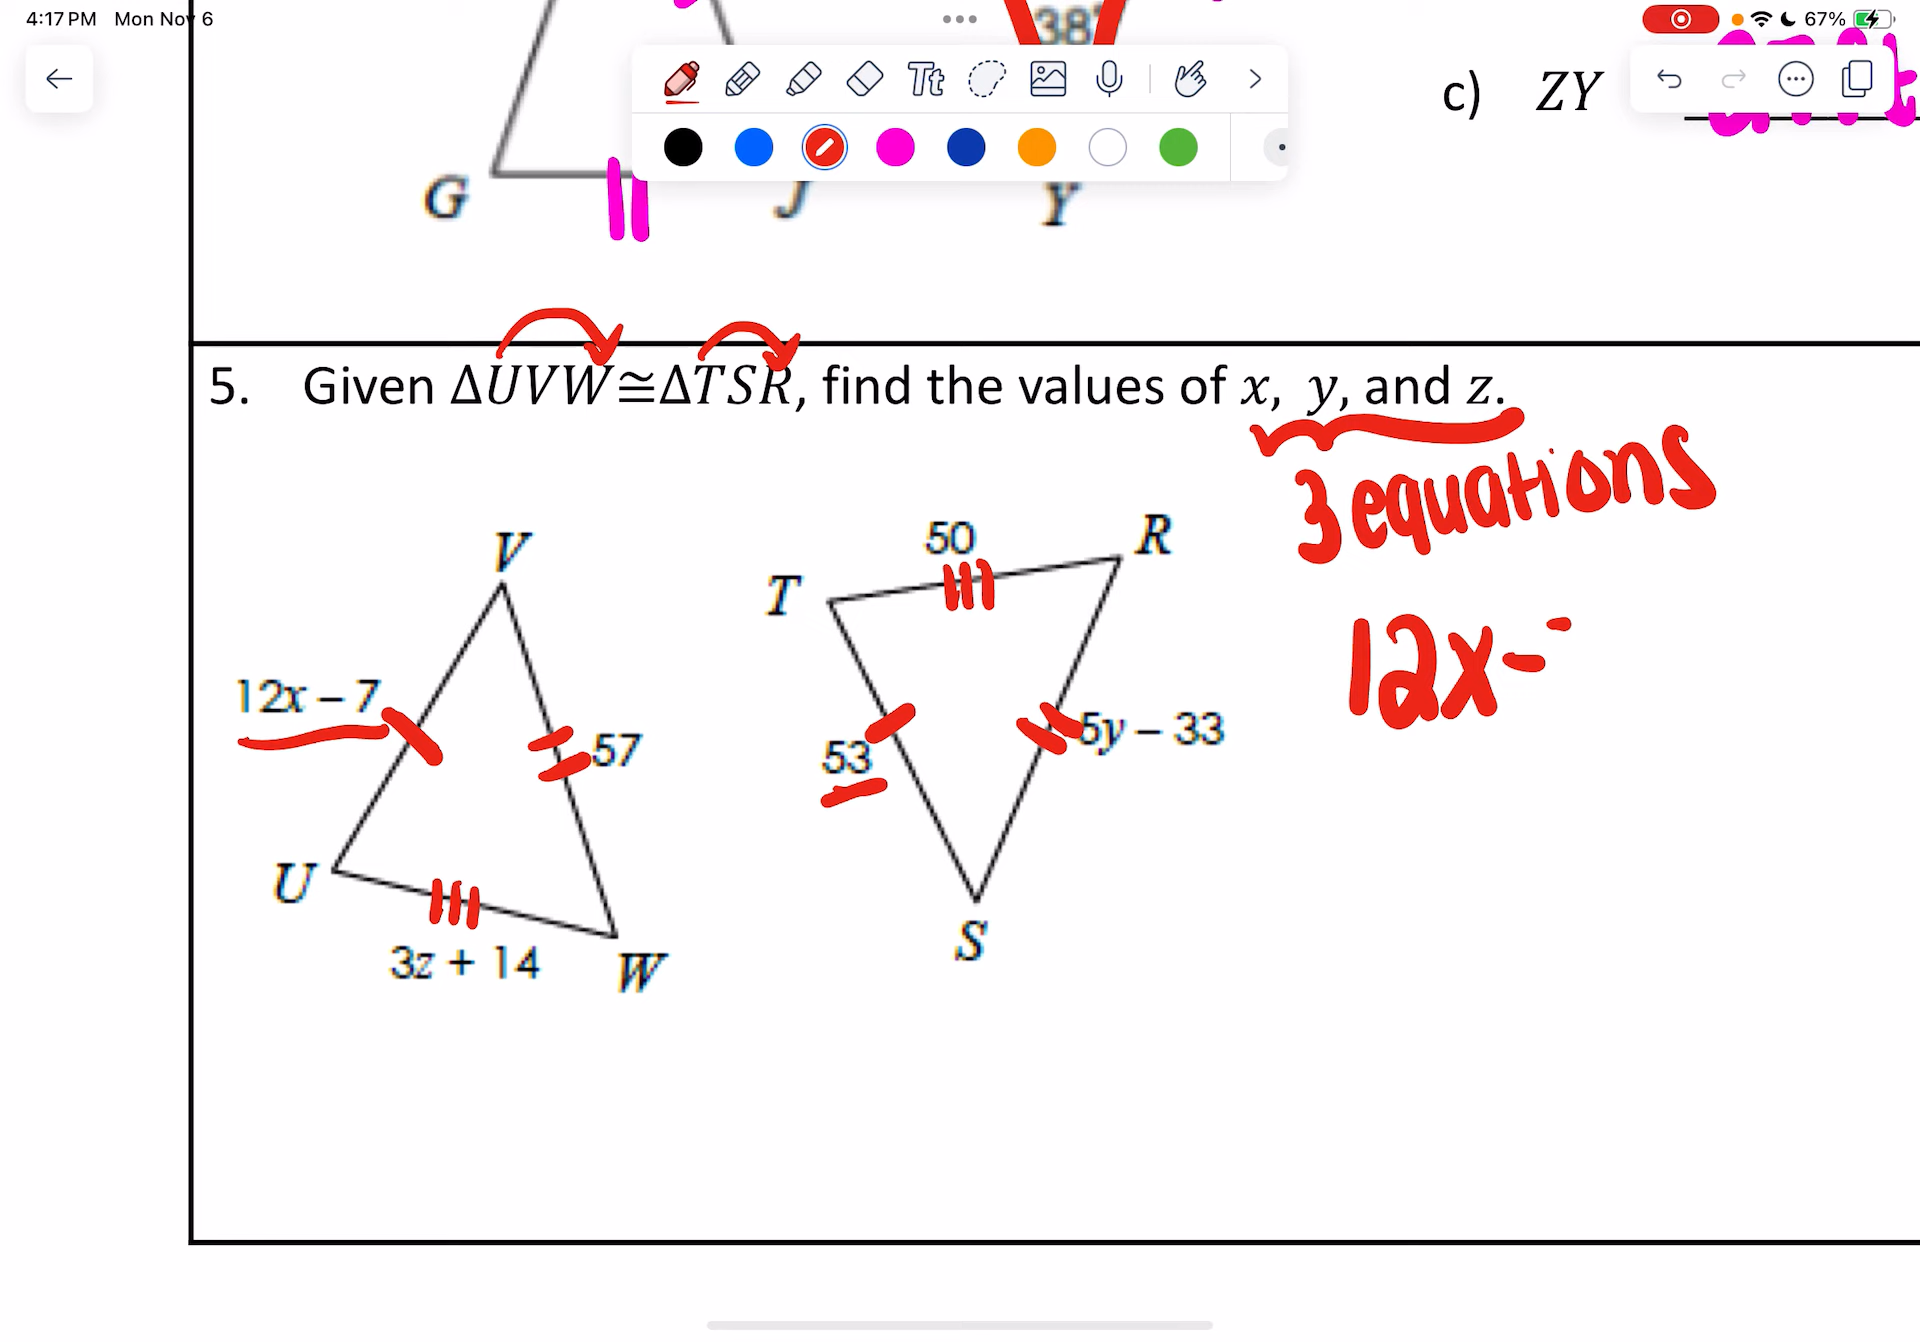 4:17 PM Mon Nov 6
67%
38°
Tt
c) ZY
G
J
Y
5. Given ΔUVW≅ΔTSR, find the values of x, y, and z.
3 equations
V
50
R
T
12x-
12x – 7
57
53
5y – 33
U
3z + 14
W
S